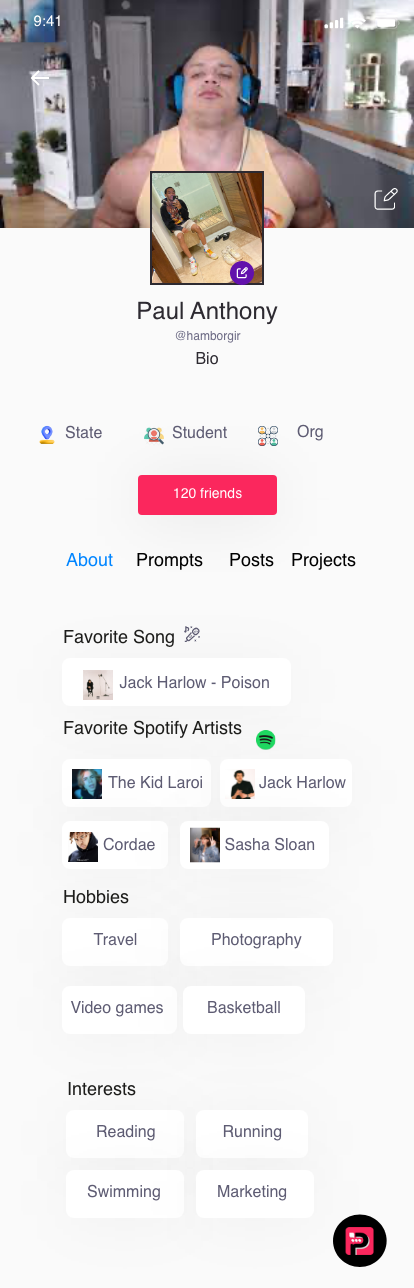 9:41
Paul Anthony
@hamborgir
Bio
State Student Org
120 friends
About Prompts Posts Projects
Favorite Song
Jack Harlow - Poison
Favorite Spotify Artists
The Kid Laroi Jack Harlow
Cordae Sasha Sloan
Hobbies
Travel Photography
Video games Basketball
Interests
Reading Running
Swimming Marketing